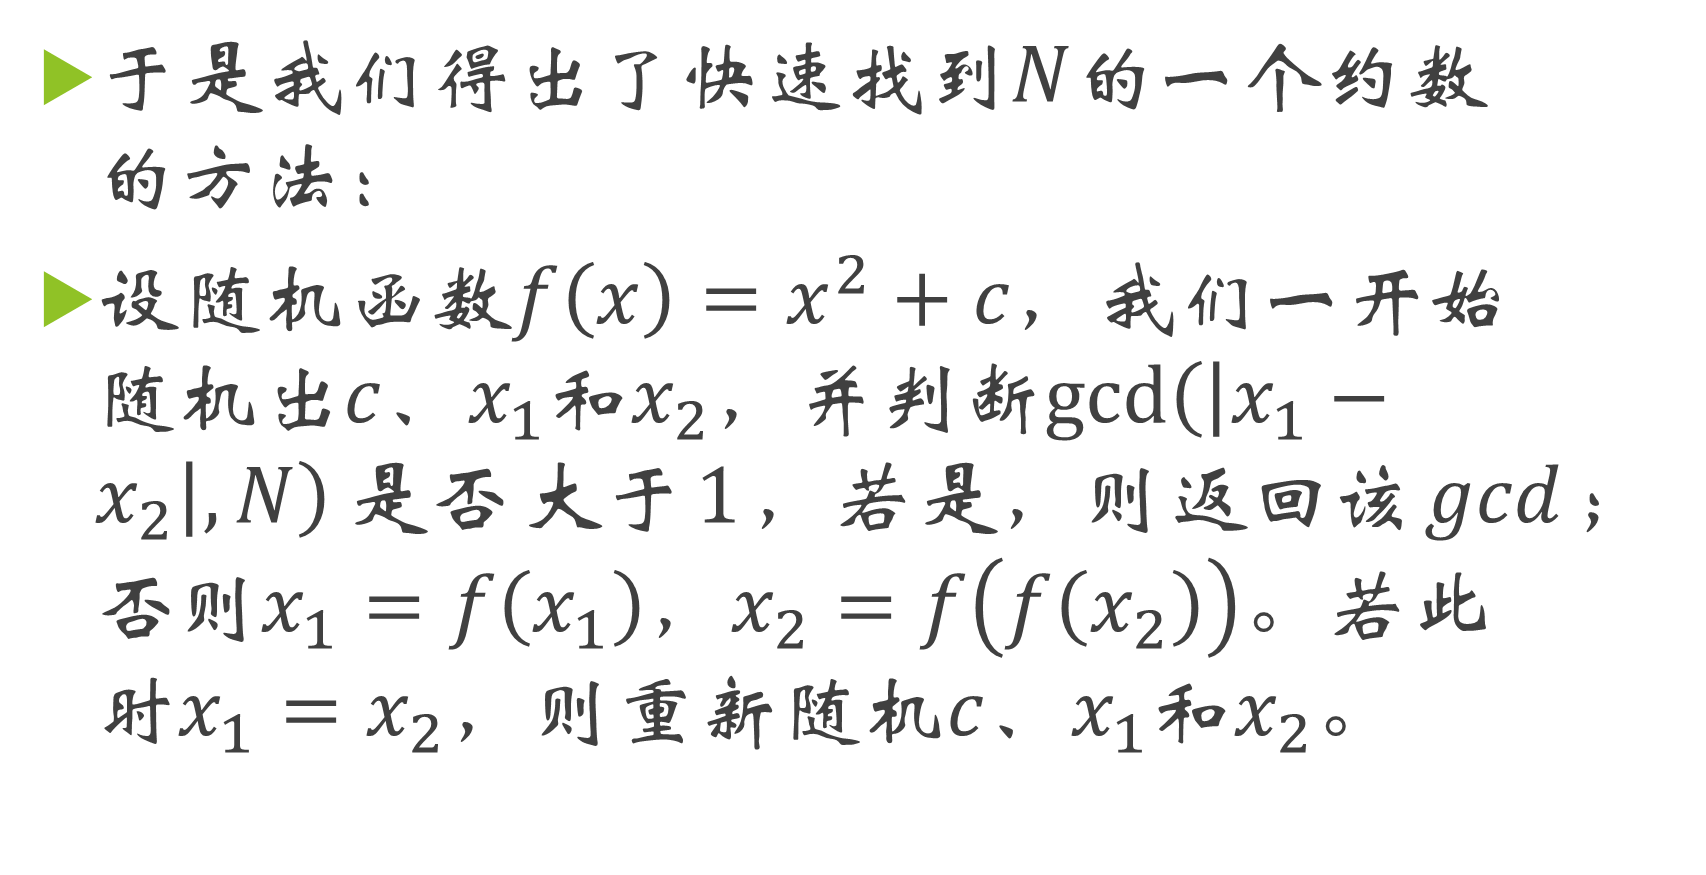 于是我们得出了快速找到N的一个约数
的方法：
设随机函数f(x) = x² + c，我们一开始
随机出c、x₁和x₂，并判断gcd(|x₁ −
x₂|, N) 是否大于1，若是，则返回该gcd；
否则x₁ = f(x₁)，x₂ = f(f(x₂))。若此
时x₁ = x₂，则重新随机c、x₁和x₂。